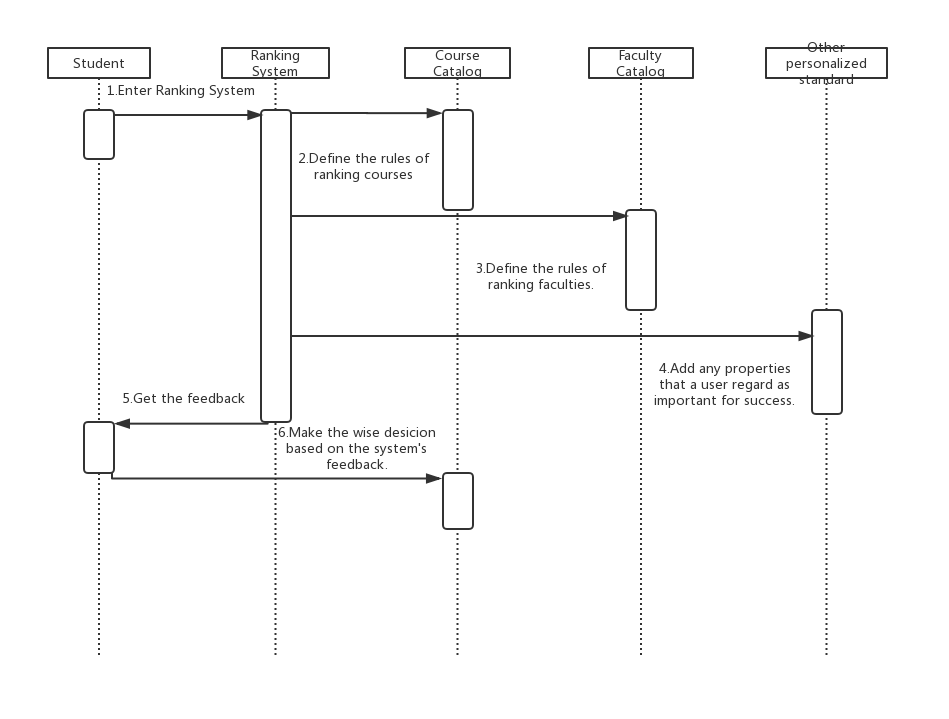 Student
Ranking
System
Course
Catalog
Faculty
Catalog
Other
personalized
standard
1.Enter Ranking System
2.Define the rules of
ranking courses
3.Define the rules of
ranking faculties.
4.Add any properties
that a user regard as
important for success.
5.Get the feedback
6.Make the wise desicion
based on the system's
feedback.